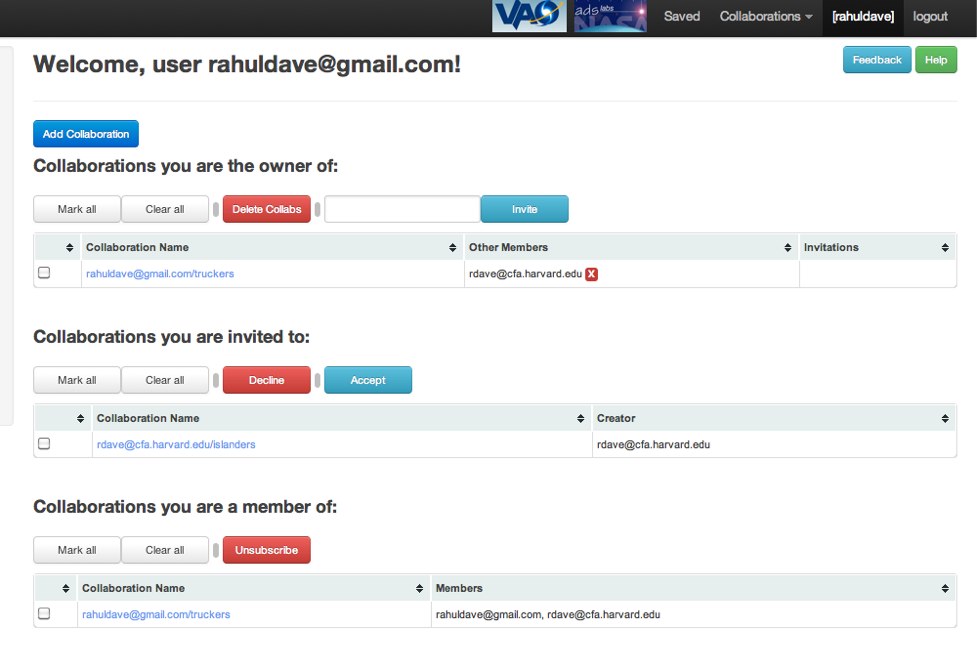 VAO ads labs NASA Saved Collaborations [rahuldave] logout
Welcome, user rahuldave@gmail.com!
Feedback Help
Add Collaboration
Collaborations you are the owner of:
Mark all Clear all Delete Collabs Invite
Collaboration Name Other Members Invitations
rahuldave@gmail.com/truckers rdave@cfa.harvard.edu X
Collaborations you are invited to:
Mark all Clear all Decline Accept
Collaboration Name Creator
rdave@cfa.harvard.edu/islanders rdave@cfa.harvard.edu
Collaborations you are a member of:
Mark all Clear all Unsubscribe
Collaboration Name Members
rahuldave@gmail.com/truckers rahuldave@gmail.com, rdave@cfa.harvard.edu